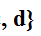 , d}